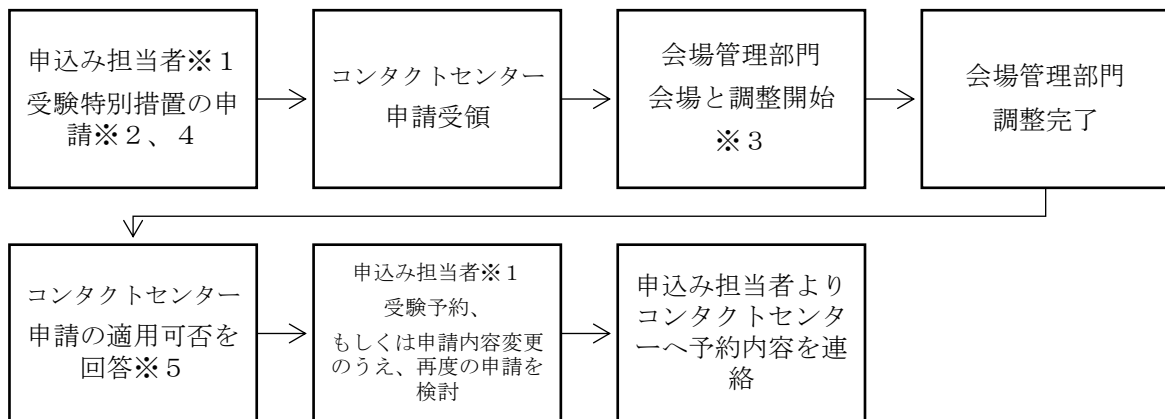 申込み担当者※１
受験特別措置の申
請※２、４
コンタクトセンター
申請受領
会場管理部門
会場と調整開始
※３
会場管理部門
調整完了
コンタクトセンター
申請の適用可否を
回答※５
申込み担当者※１
受験予約、
もしくは申請内容変更
のうえ、再度の申請を
検討
申込み担当者より
コンタクトセンタ
ーへ予約内容を連
絡